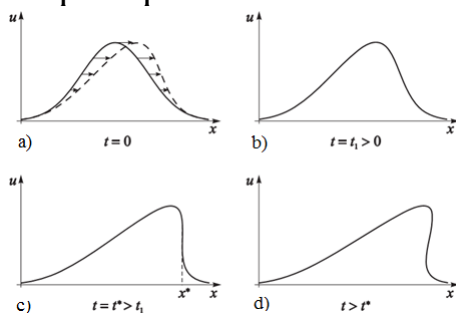 u
u
x
x
a)
t = 0
b)
t = t₁ > 0
u
u
x*
x
x
c)
t = t* > t₁
d)
t > t*